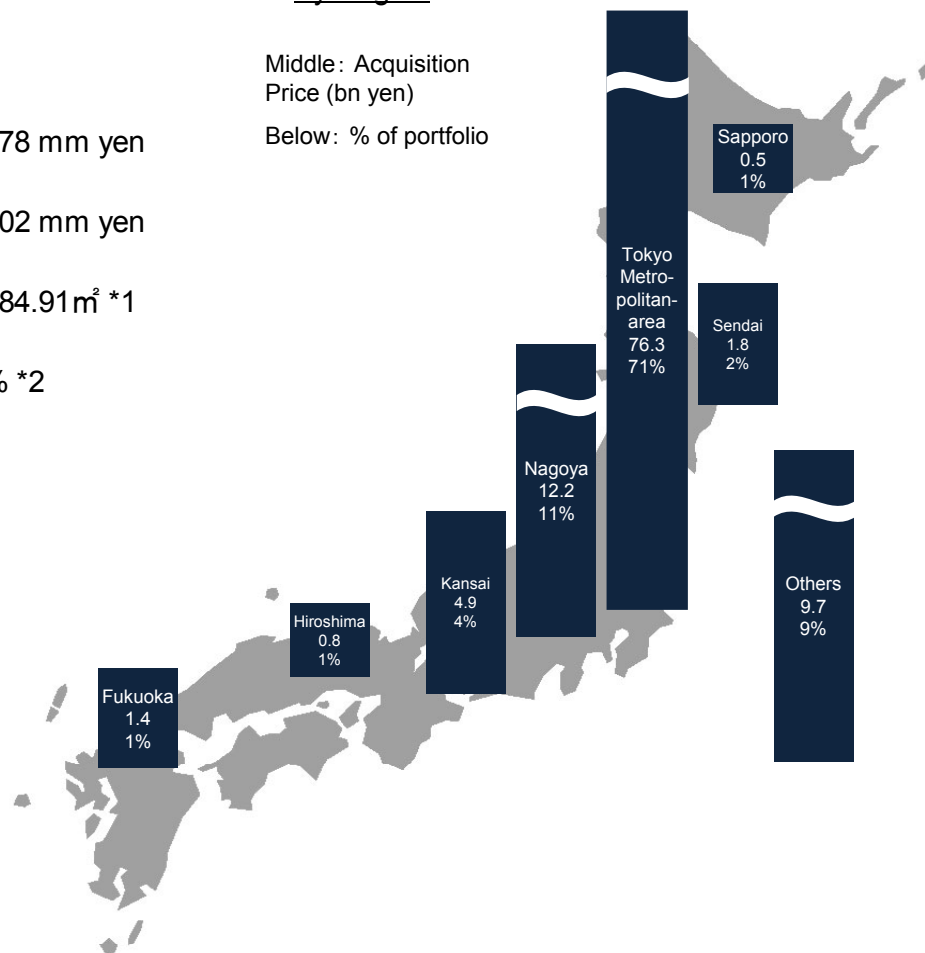 Middle: Acquisition
Price (bn yen)
Below: % of portfolio
78 mm yen
02 mm yen
84.91㎡ *1
% *2
Sapporo
0.5
1%
Tokyo
Metro-
politan-
area
76.3
71%
Sendai
1.8
2%
Nagoya
12.2
11%
Kansai
4.9
4%
Others
9.7
9%
Hiroshima
0.8
1%
Fukuoka
1.4
1%